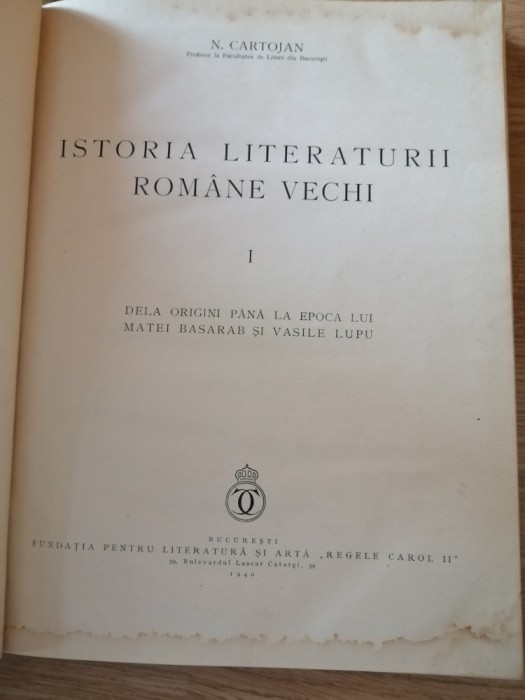 N. CARTOJAN
Profesor la Facultatea de Litere din București
ISTORIA LITERATURII
ROMÂNE VECHI
I
DELA ORIGINI PÂNĂ LA EPOCA LUI
MATEI BASARAB ȘI VASILE LUPU
BUCUREȘTI
FUNDAȚIA PENTRU LITERATURĂ ȘI ARTĂ „REGELE CAROL II"
39, Bulevardul Lascar Catargi, 39
1940